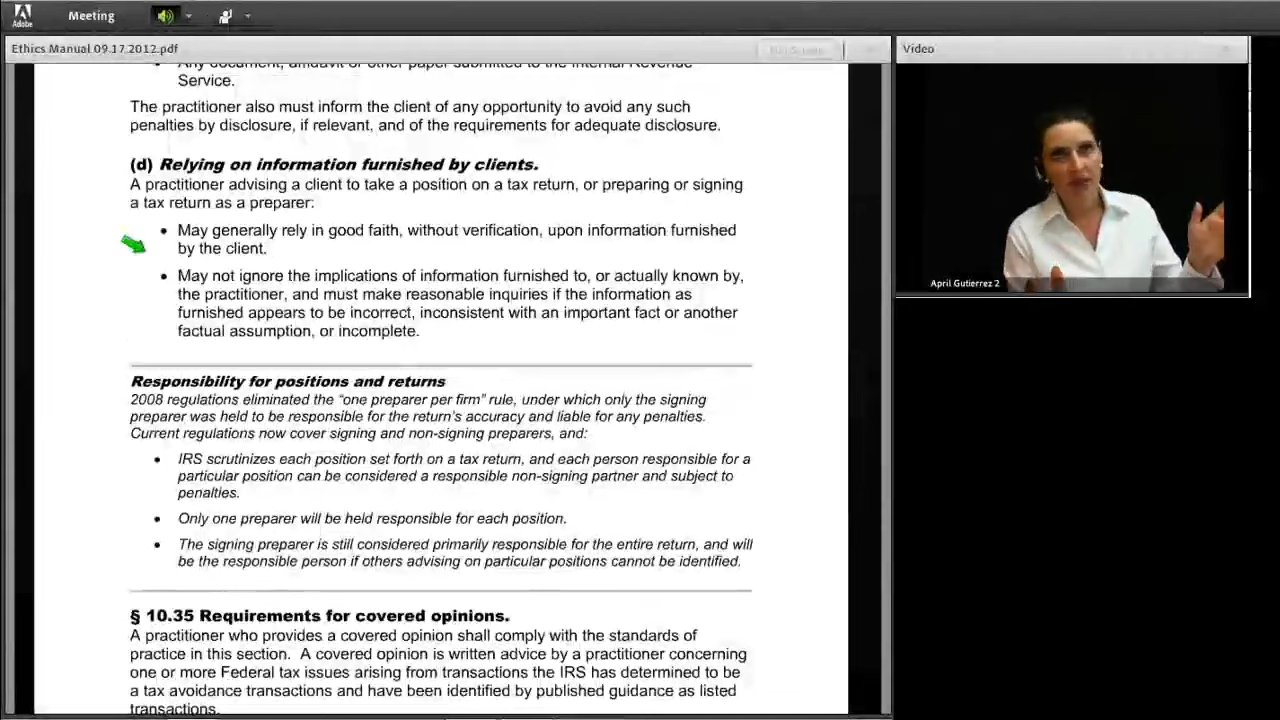 Adobe
Meeting
Ethics Manual 09.17.2012.pdf
Full Screen
Video
Any document, affidavit or other paper submitted to the Internal Revenue
Service.
The practitioner also must inform the client of any opportunity to avoid any such
penalties by disclosure, if relevant, and of the requirements for adequate disclosure.
(d) Relying on information furnished by clients.
A practitioner advising a client to take a position on a tax return, or preparing or signing
a tax return as a preparer:
• May generally rely in good faith, without verification, upon information furnished
by the client.
• May not ignore the implications of information furnished to, or actually known by,
the practitioner, and must make reasonable inquiries if the information as
furnished appears to be incorrect, inconsistent with an important fact or another
factual assumption, or incomplete.
Responsibility for positions and returns
2008 regulations eliminated the “one preparer per firm” rule, under which only the signing
preparer was held to be responsible for the return’s accuracy and liable for any penalties.
Current regulations now cover signing and non-signing preparers, and:
• IRS scrutinizes each position set forth on a tax return, and each person responsible for a
particular position can be considered a responsible non-signing partner and subject to
penalties.
• Only one preparer will be held responsible for each position.
• The signing preparer is still considered primarily responsible for the entire return, and will
be the responsible person if others advising on particular positions cannot be identified.
§ 10.35 Requirements for covered opinions.
A practitioner who provides a covered opinion shall comply with the standards of
practice in this section. A covered opinion is written advice by a practitioner concerning
one or more Federal tax issues arising from transactions the IRS has determined to be
a tax avoidance transactions and have been identified by published guidance as listed
transactions.
April Gutierrez 2